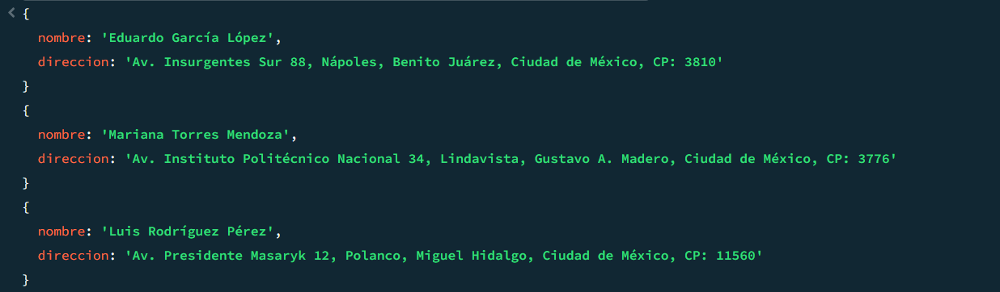 {
nombre: 'Eduardo García López',
direccion: 'Av. Insurgentes Sur 88, Nápoles, Benito Juárez, Ciudad de México, CP: 3810'
}
{
nombre: 'Mariana Torres Mendoza',
direccion: 'Av. Instituto Politécnico Nacional 34, Lindavista, Gustavo A. Madero, Ciudad de México, CP: 3776'
}
{
nombre: 'Luis Rodríguez Pérez',
direccion: 'Av. Presidente Masaryk 12, Polanco, Miguel Hidalgo, Ciudad de México, CP: 11560'
}